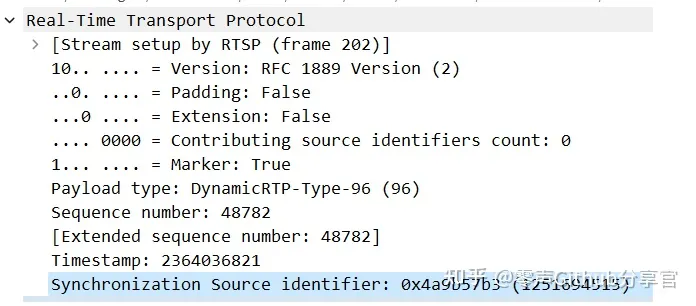 Real-Time Transport Protocol
[Stream setup by RTSP (frame 202)]
10.. .... = Version: RFC 1889 Version (2)
..0. .... = Padding: False
...0 .... = Extension: False
.... 0000 = Contributing source identifiers count: 0
1... .... = Marker: True
Payload type: DynamicRTP-Type-96 (96)
Sequence number: 48782
[Extended sequence number: 48782]
Timestamp: 2364036821
Synchronization Source identifier: 0x4a9b57b3 (1251694515)
知乎 @零声Github分享官